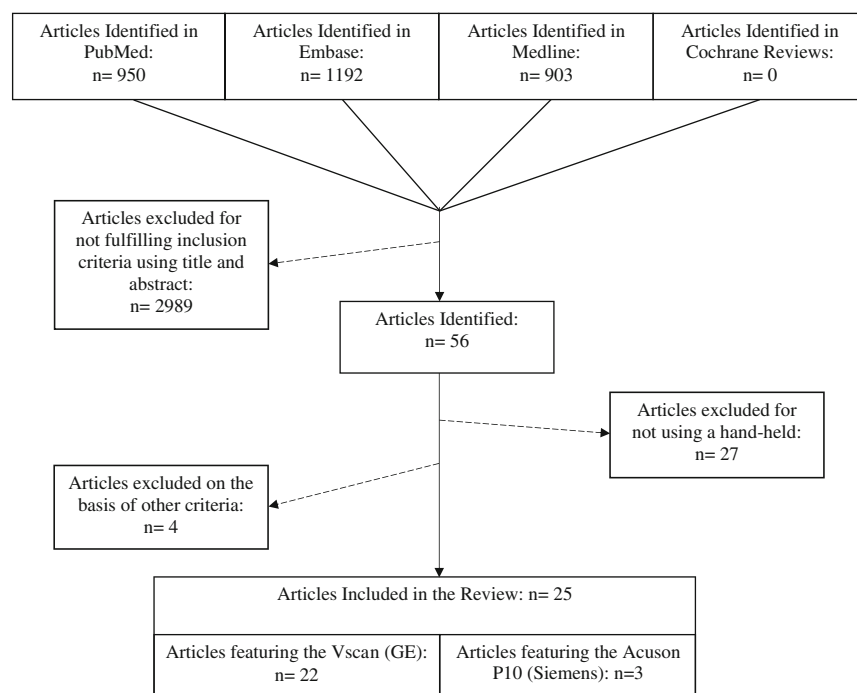 Articles Identified in
PubMed:
n= 950
Articles Identified in
Embase:
n= 1192
Articles Identified in
Medline:
n= 903
Articles Identified in
Cochrane Reviews:
n= 0
Articles excluded for
not fulfilling inclusion
criteria using title and
abstract:
n= 2989
Articles Identified:
n= 56
Articles excluded for
not using a hand-held:
n= 27
Articles excluded on the
basis of other criteria:
n= 4
Articles Included in the Review: n= 25
Articles featuring the Vscan (GE):
n= 22
Articles featuring the Acuson
P10 (Siemens): n=3